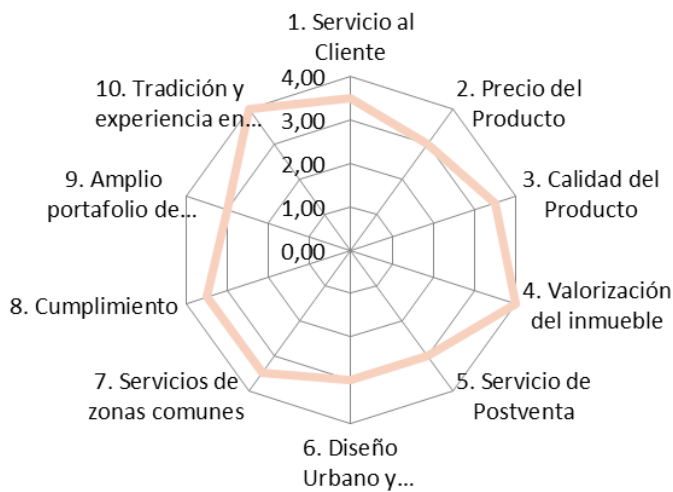 1. Servicio al
Cliente
4,00
3,00
2,00
1,00
0,00
2. Precio del
Producto
3. Calidad del
Producto
4. Valorización
del inmueble
5. Servicio de
Postventa
6. Diseño
Urbano y...
7. Servicios de
zonas comunes
8. Cumplimiento
9. Amplio
portafolio de...
10. Tradición y
experiencia en...